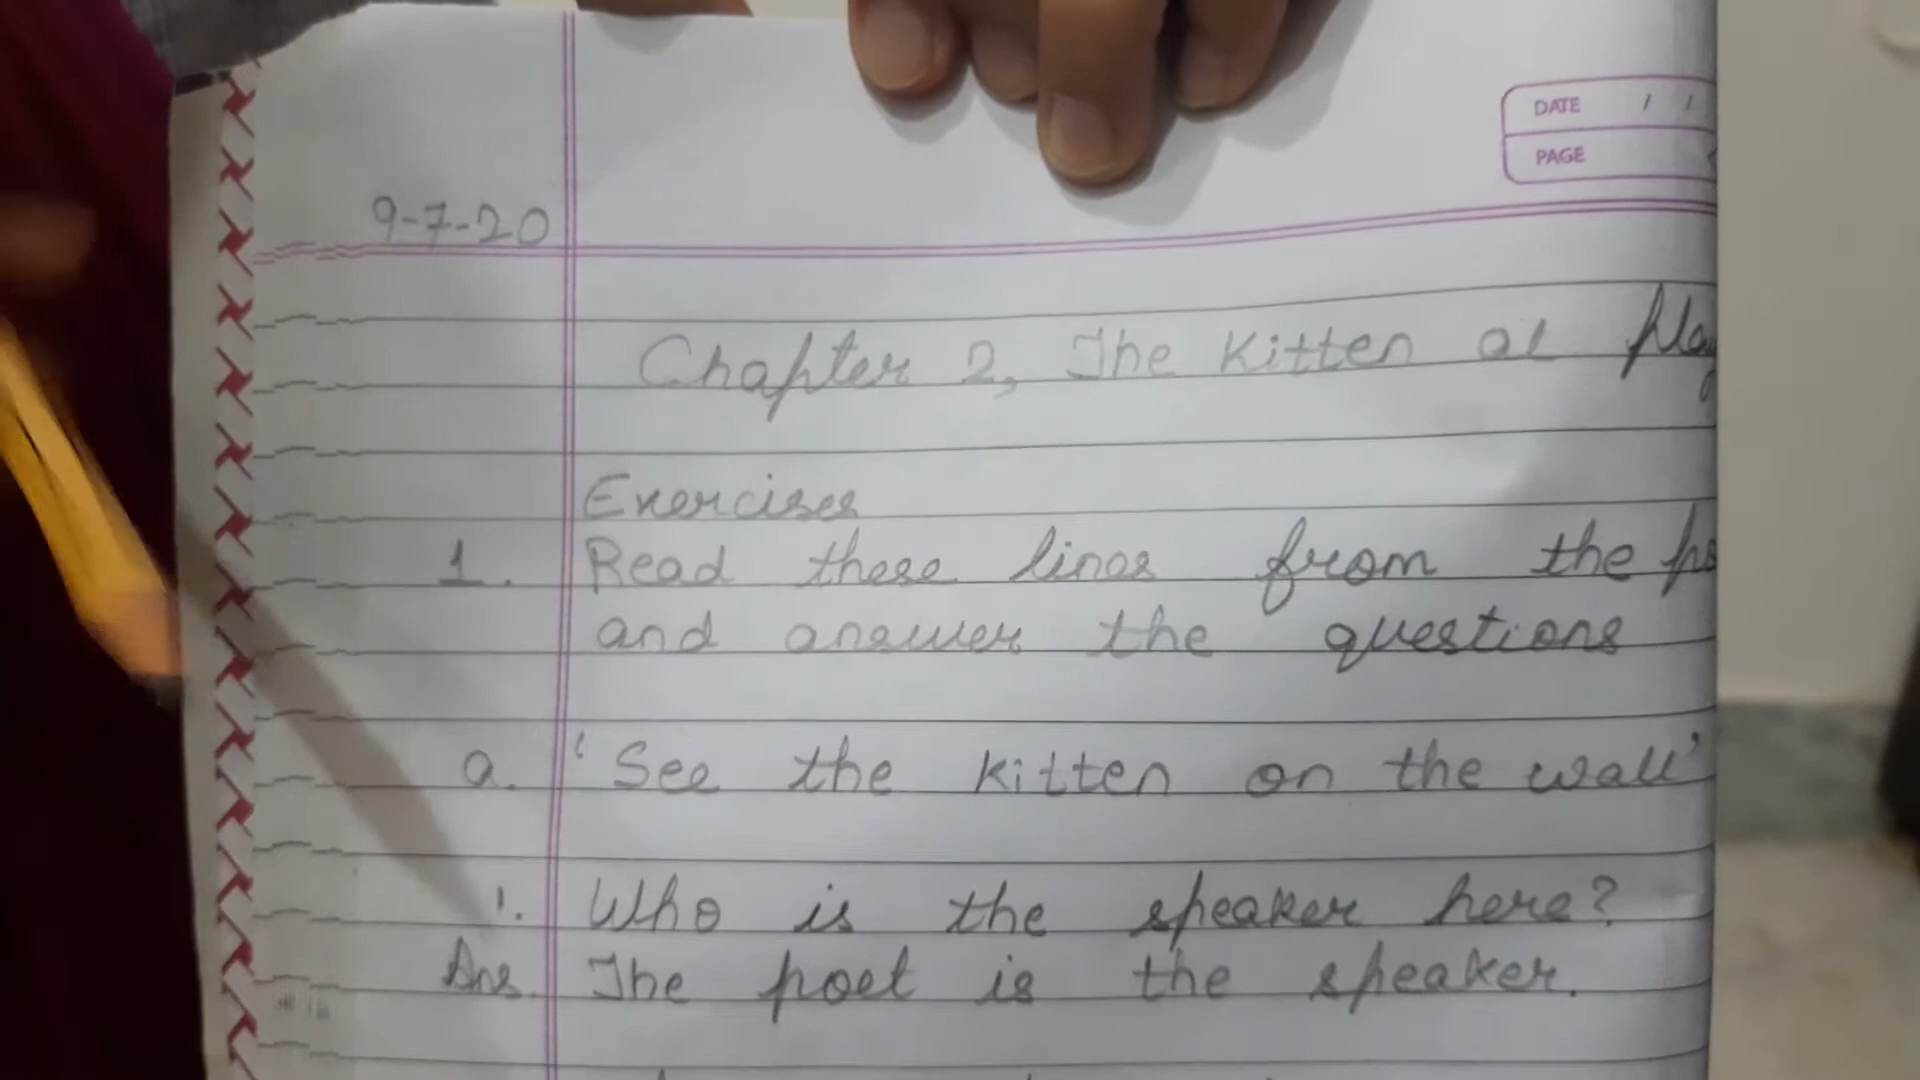 DATE / /
PAGE
9-7-20
Chapter 2, The Kitten at Play
Exercises
1. Read these lines from the
and answer the questions
a. 'See the kitten on the wall'
1. Who is the speaker here?
Ans. The poet is the speaker.